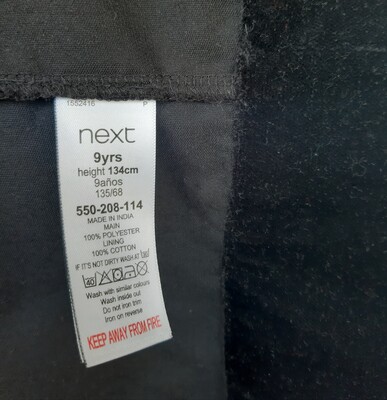 1552416 P
next
9yrs
height 134cm
9años
135/68
550-208-114
MADE IN INDIA
MAIN
100% POLYESTER
LINING
100% COTTON
IF IT'S NOT DIRTY WASH AT
40
Wash with similar colours
Wash inside out
Do not iron trim
Iron on reverse
KEEP AWAY FROM FIRE